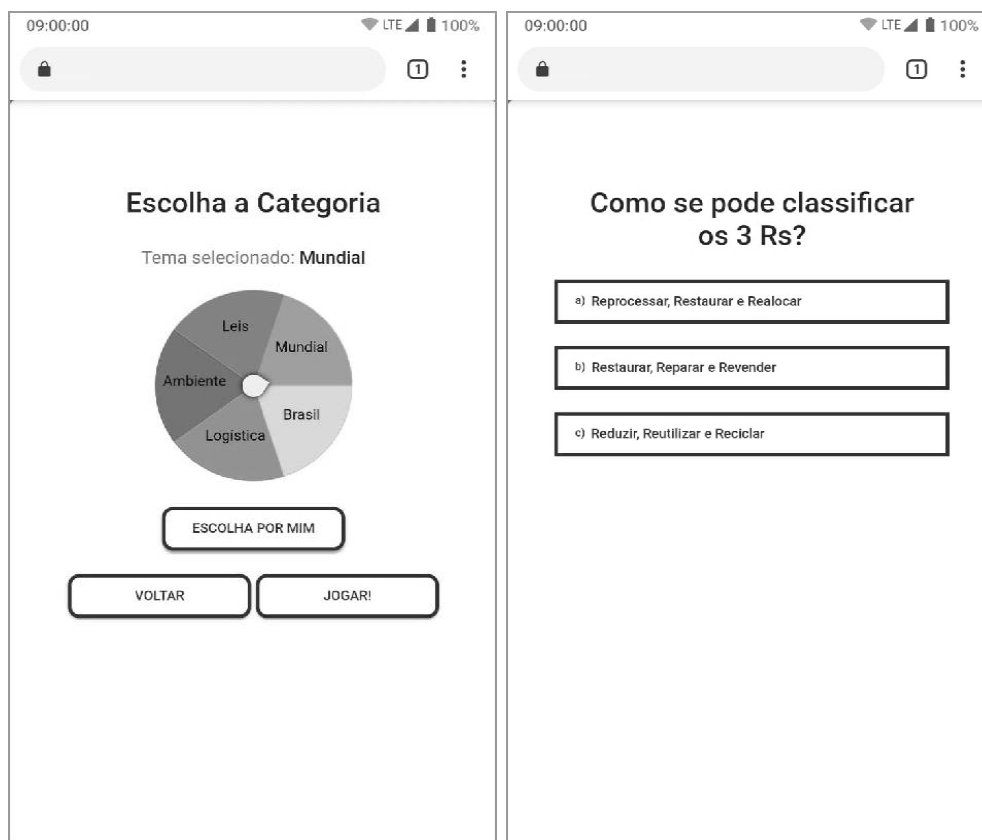 09:00:00 LTE 100%
1
Escolha a Categoria
Tema selecionado: Mundial
Leis
Mundial
Ambiente
Brasil
Logística
ESCOLHA POR MIM
VOLTAR JOGAR!
09:00:00 LTE 100%
1
Como se pode classificar
os 3 Rs?
a) Reprocessar, Restaurar e Realocar
b) Restaurar, Reparar e Revender
c) Reduzir, Reutilizar e Reciclar